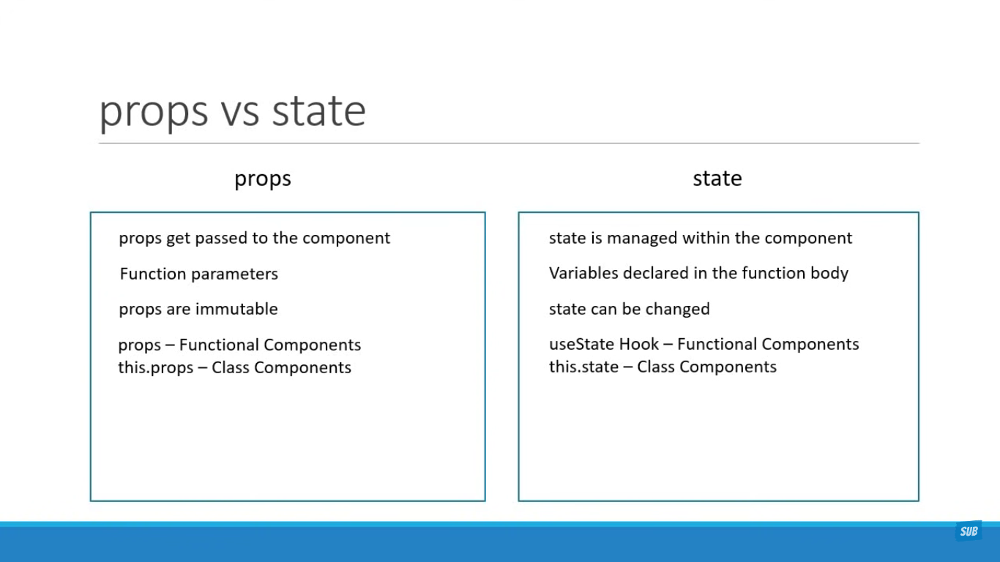 props vs state
props
props get passed to the component
Function parameters
props are immutable
props – Functional Components
this.props – Class Components
state
state is managed within the component
Variables declared in the function body
state can be changed
useState Hook – Functional Components
this.state – Class Components
SUB